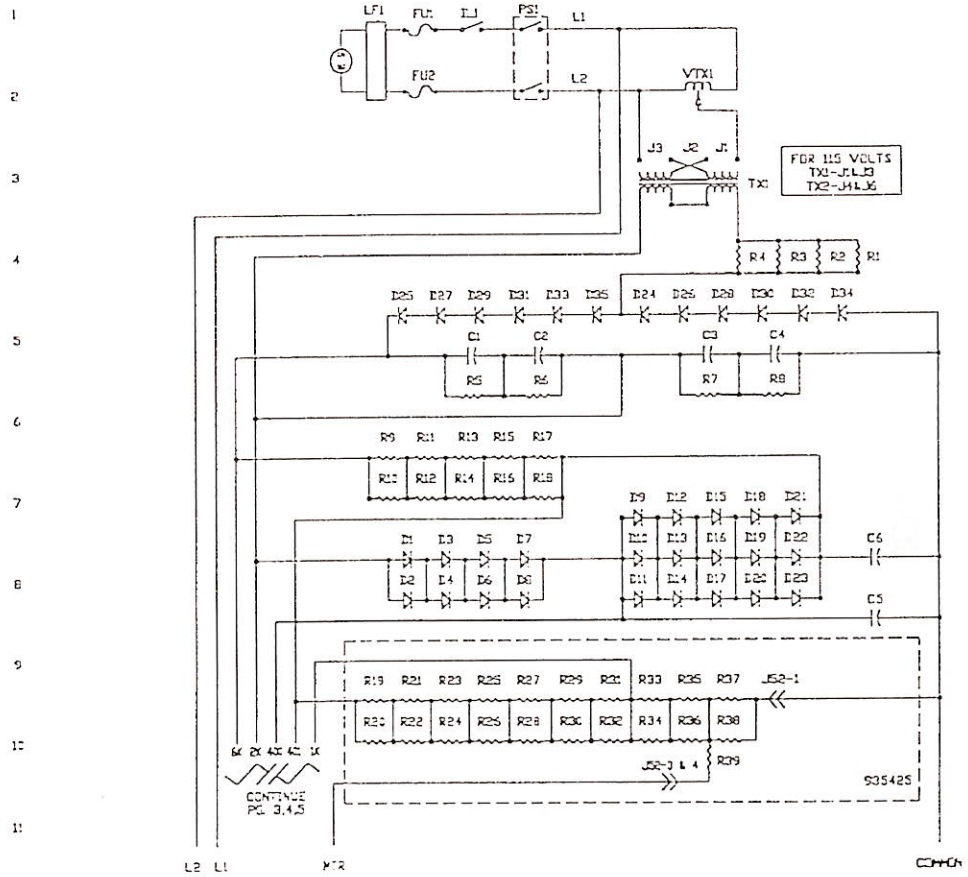 1
LF1 FU1 IL1 PS1 L1
2
FU2 L2 VTX1
3
J3 J2 J1
TX1
FOR 115 VOLTS
TX1-J1&J3
TX2-J4&J6
4
R4 R3 R2 R1
D25 D27 D29 D31 D33 D35 D24 D26 D28 D30 D32 D34
5
C1 C2 C3 C4
R5 R6 R7 R8
6
R9 R11 R13 R15 R17
R10 R12 R14 R16 R18
7
D9 D12 D15 D18 D21
D1 D3 D5 D7 D10 D13 D16 D19 D22 C6
8
D2 D4 D6 D8 D11 D14 D17 D20 D23 C5
9
R19 R21 R23 R25 R27 R29 R31 R33 R35 R37 J52-1
R20 R22 R24 R26 R28 R30 R32 R34 R36 R38
10
6K 2K 1K
J52-3 & 4 R39
S3542S
CONTINUE
PG. 3,4,5
11
L2 L1 MTR COMMON